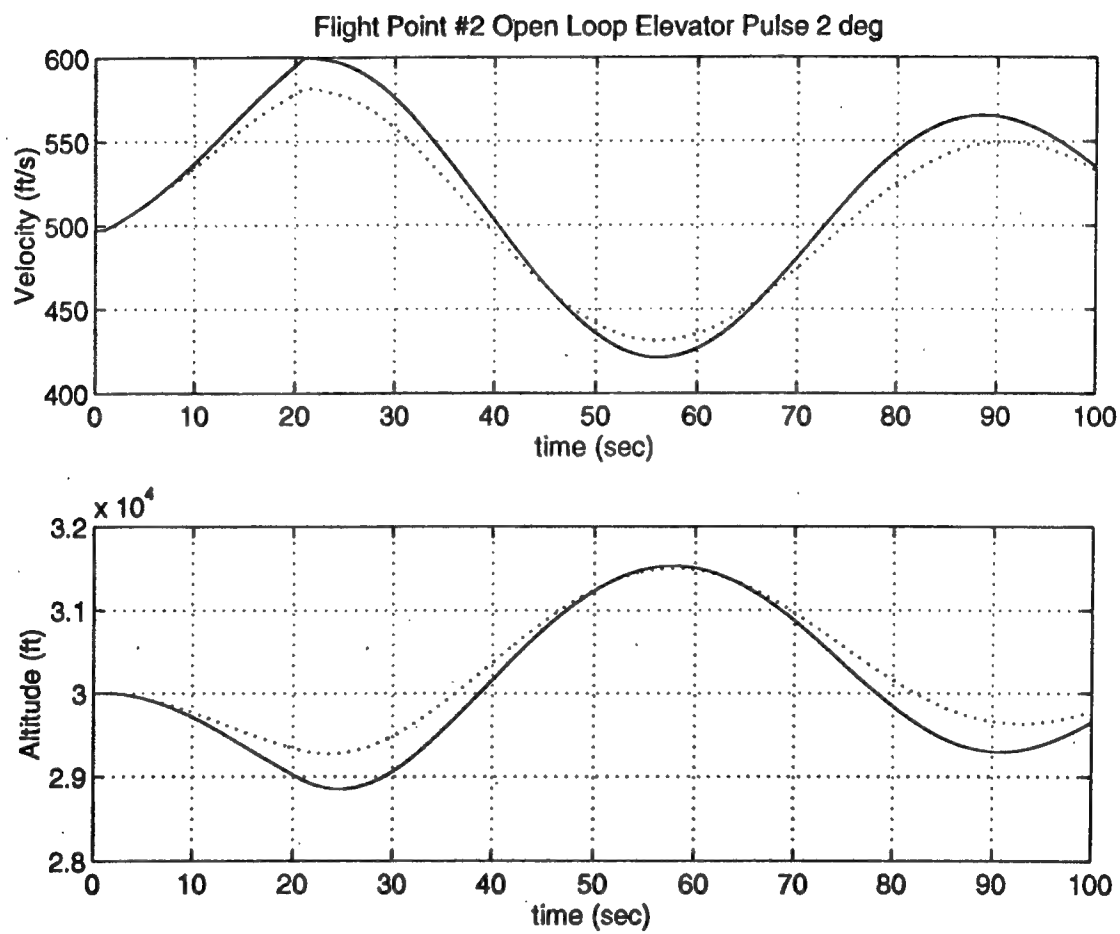 Flight Point #2 Open Loop Elevator Pulse 2 deg
600
550
500
450
400
Velocity (ft/s)
0 10 20 30 40 50 60 70 80 90 100
time (sec)
x 10^4
3.2
3.1
3
2.9
2.8
Altitude (ft)
0 10 20 30 40 50 60 70 80 90 100
time (sec)